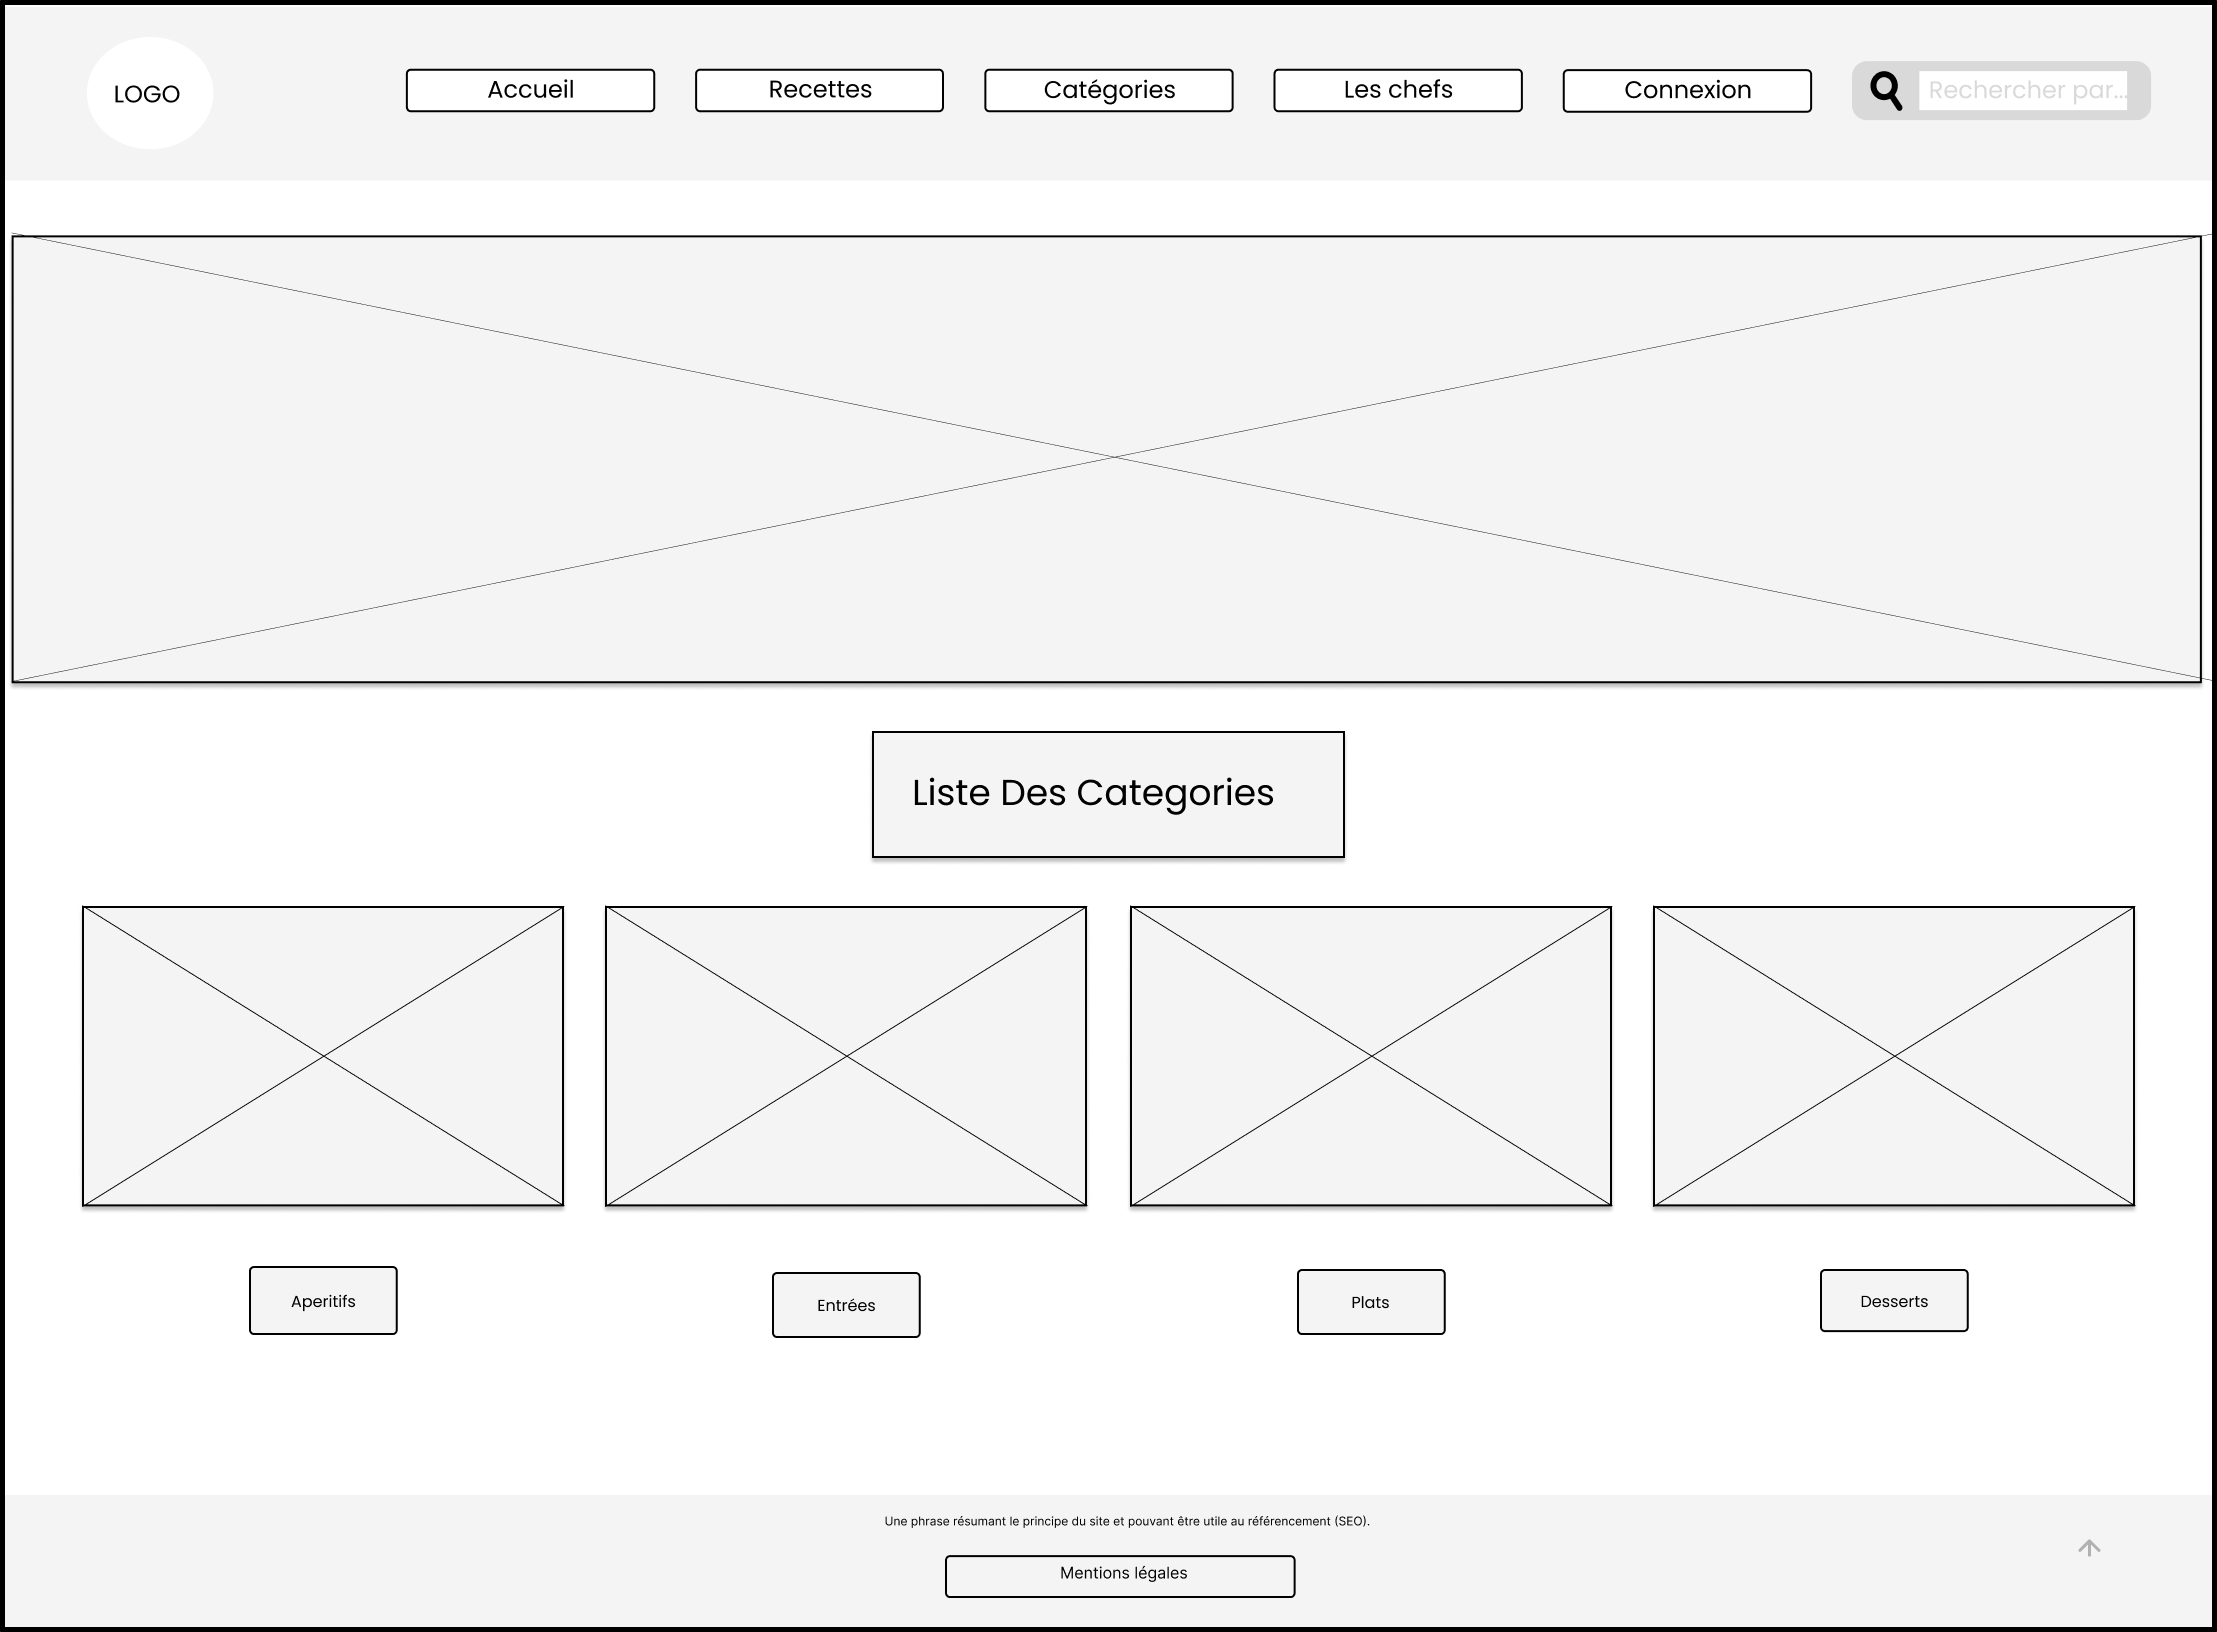 LOGO
Accueil
Recettes
Catégories
Les chefs
Connexion
Rechercher par...
Liste Des Categories
Aperitifs
Entrées
Plats
Desserts
Une phrase résumant le principe du site et pouvant être utile au référencement (SEO).
Mentions légales